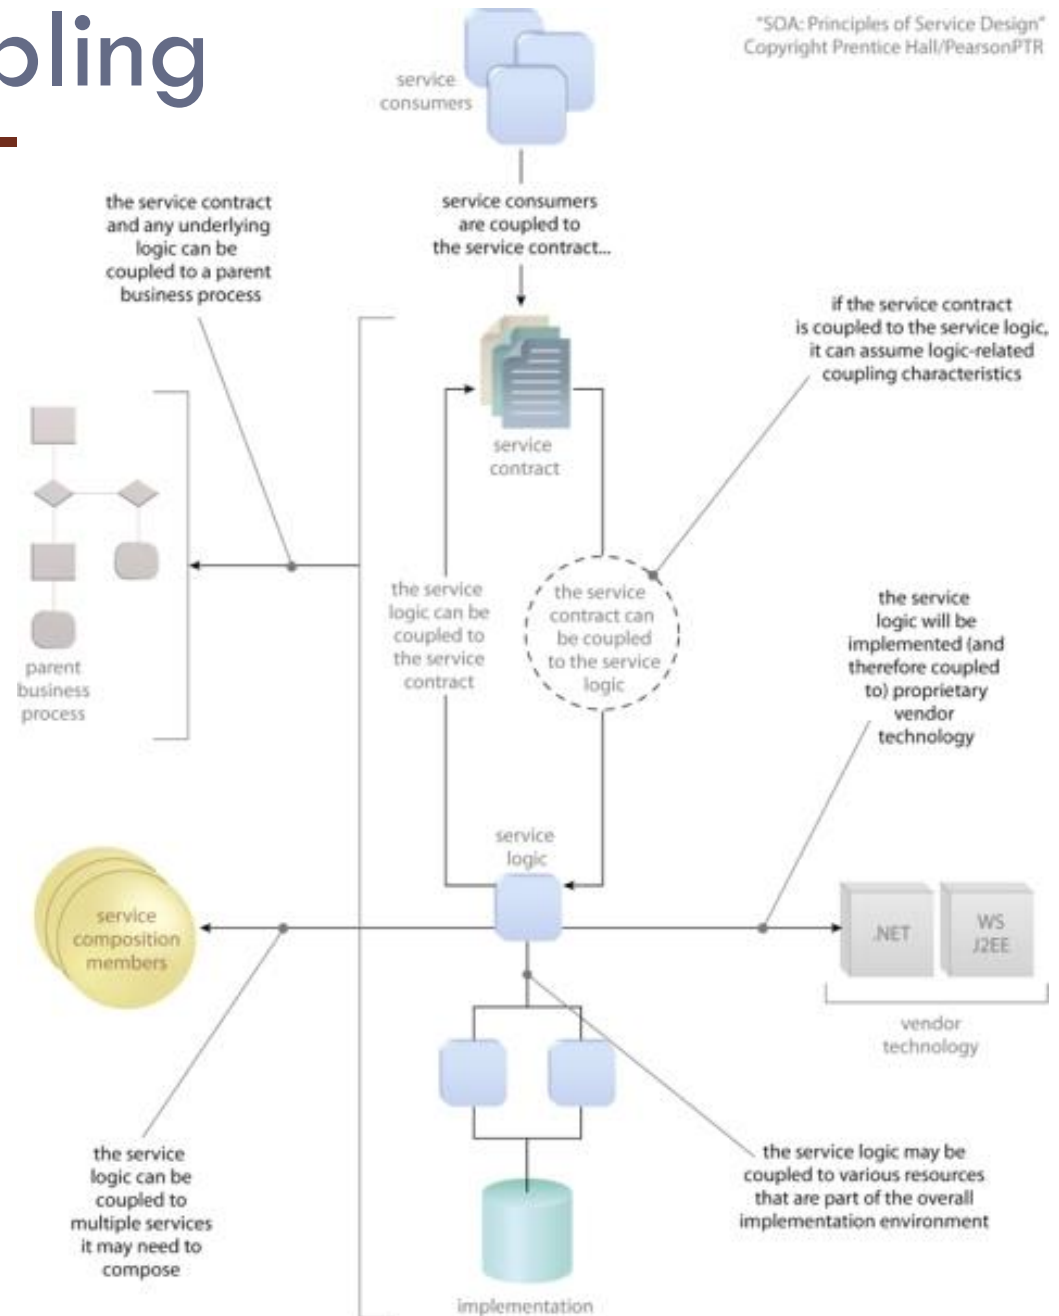 pling
"SOA: Principles of Service Design"
Copyright Prentice Hall/PearsonPTR
service
consumers
service consumers
are coupled to
the service contract...
the service contract
and any underlying
logic can be
coupled to a parent
business process
if the service contract
is coupled to the service logic,
it can assume logic-related
coupling characteristics
service
contract
the service
logic can be
coupled to
the service
contract
the service
contract can
be coupled
to the service
logic
parent
business
process
the service
logic will be
implemented (and
therefore coupled
to) proprietary
vendor
technology
service
logic
service
composition
members
.NET
WS
J2EE
vendor
technology
the service
logic can be
coupled to
multiple services
it may need to
compose
the service logic may be
coupled to various resources
that are part of the overall
implementation environment
implementation